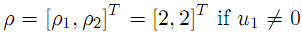 ρ = [ρ₁, ρ₂]ᵀ = [2, 2]ᵀ if u₁ ≠ 0